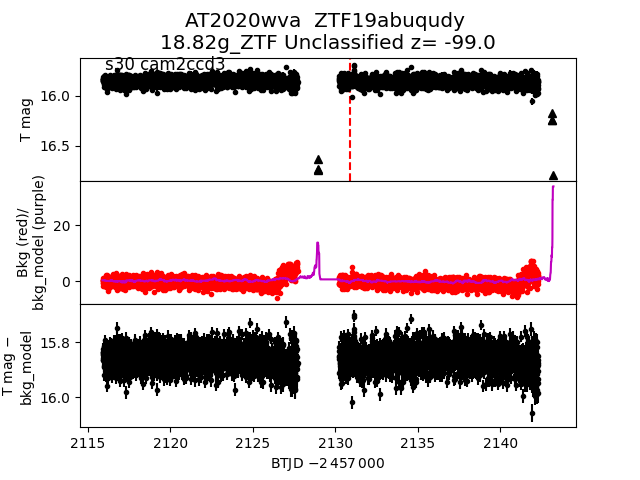 AT2020wva  ZTF19abuqudy
18.82g_ZTF Unclassified z= -99.0
s30 cam2ccd3
T mag
16.0
16.5
Bkg (red)/
bkg_model (purple)
20
0
T mag −
bkg_model
15.8
16.0
2115 2120 2125 2130 2135 2140
BTJD −2 457 000